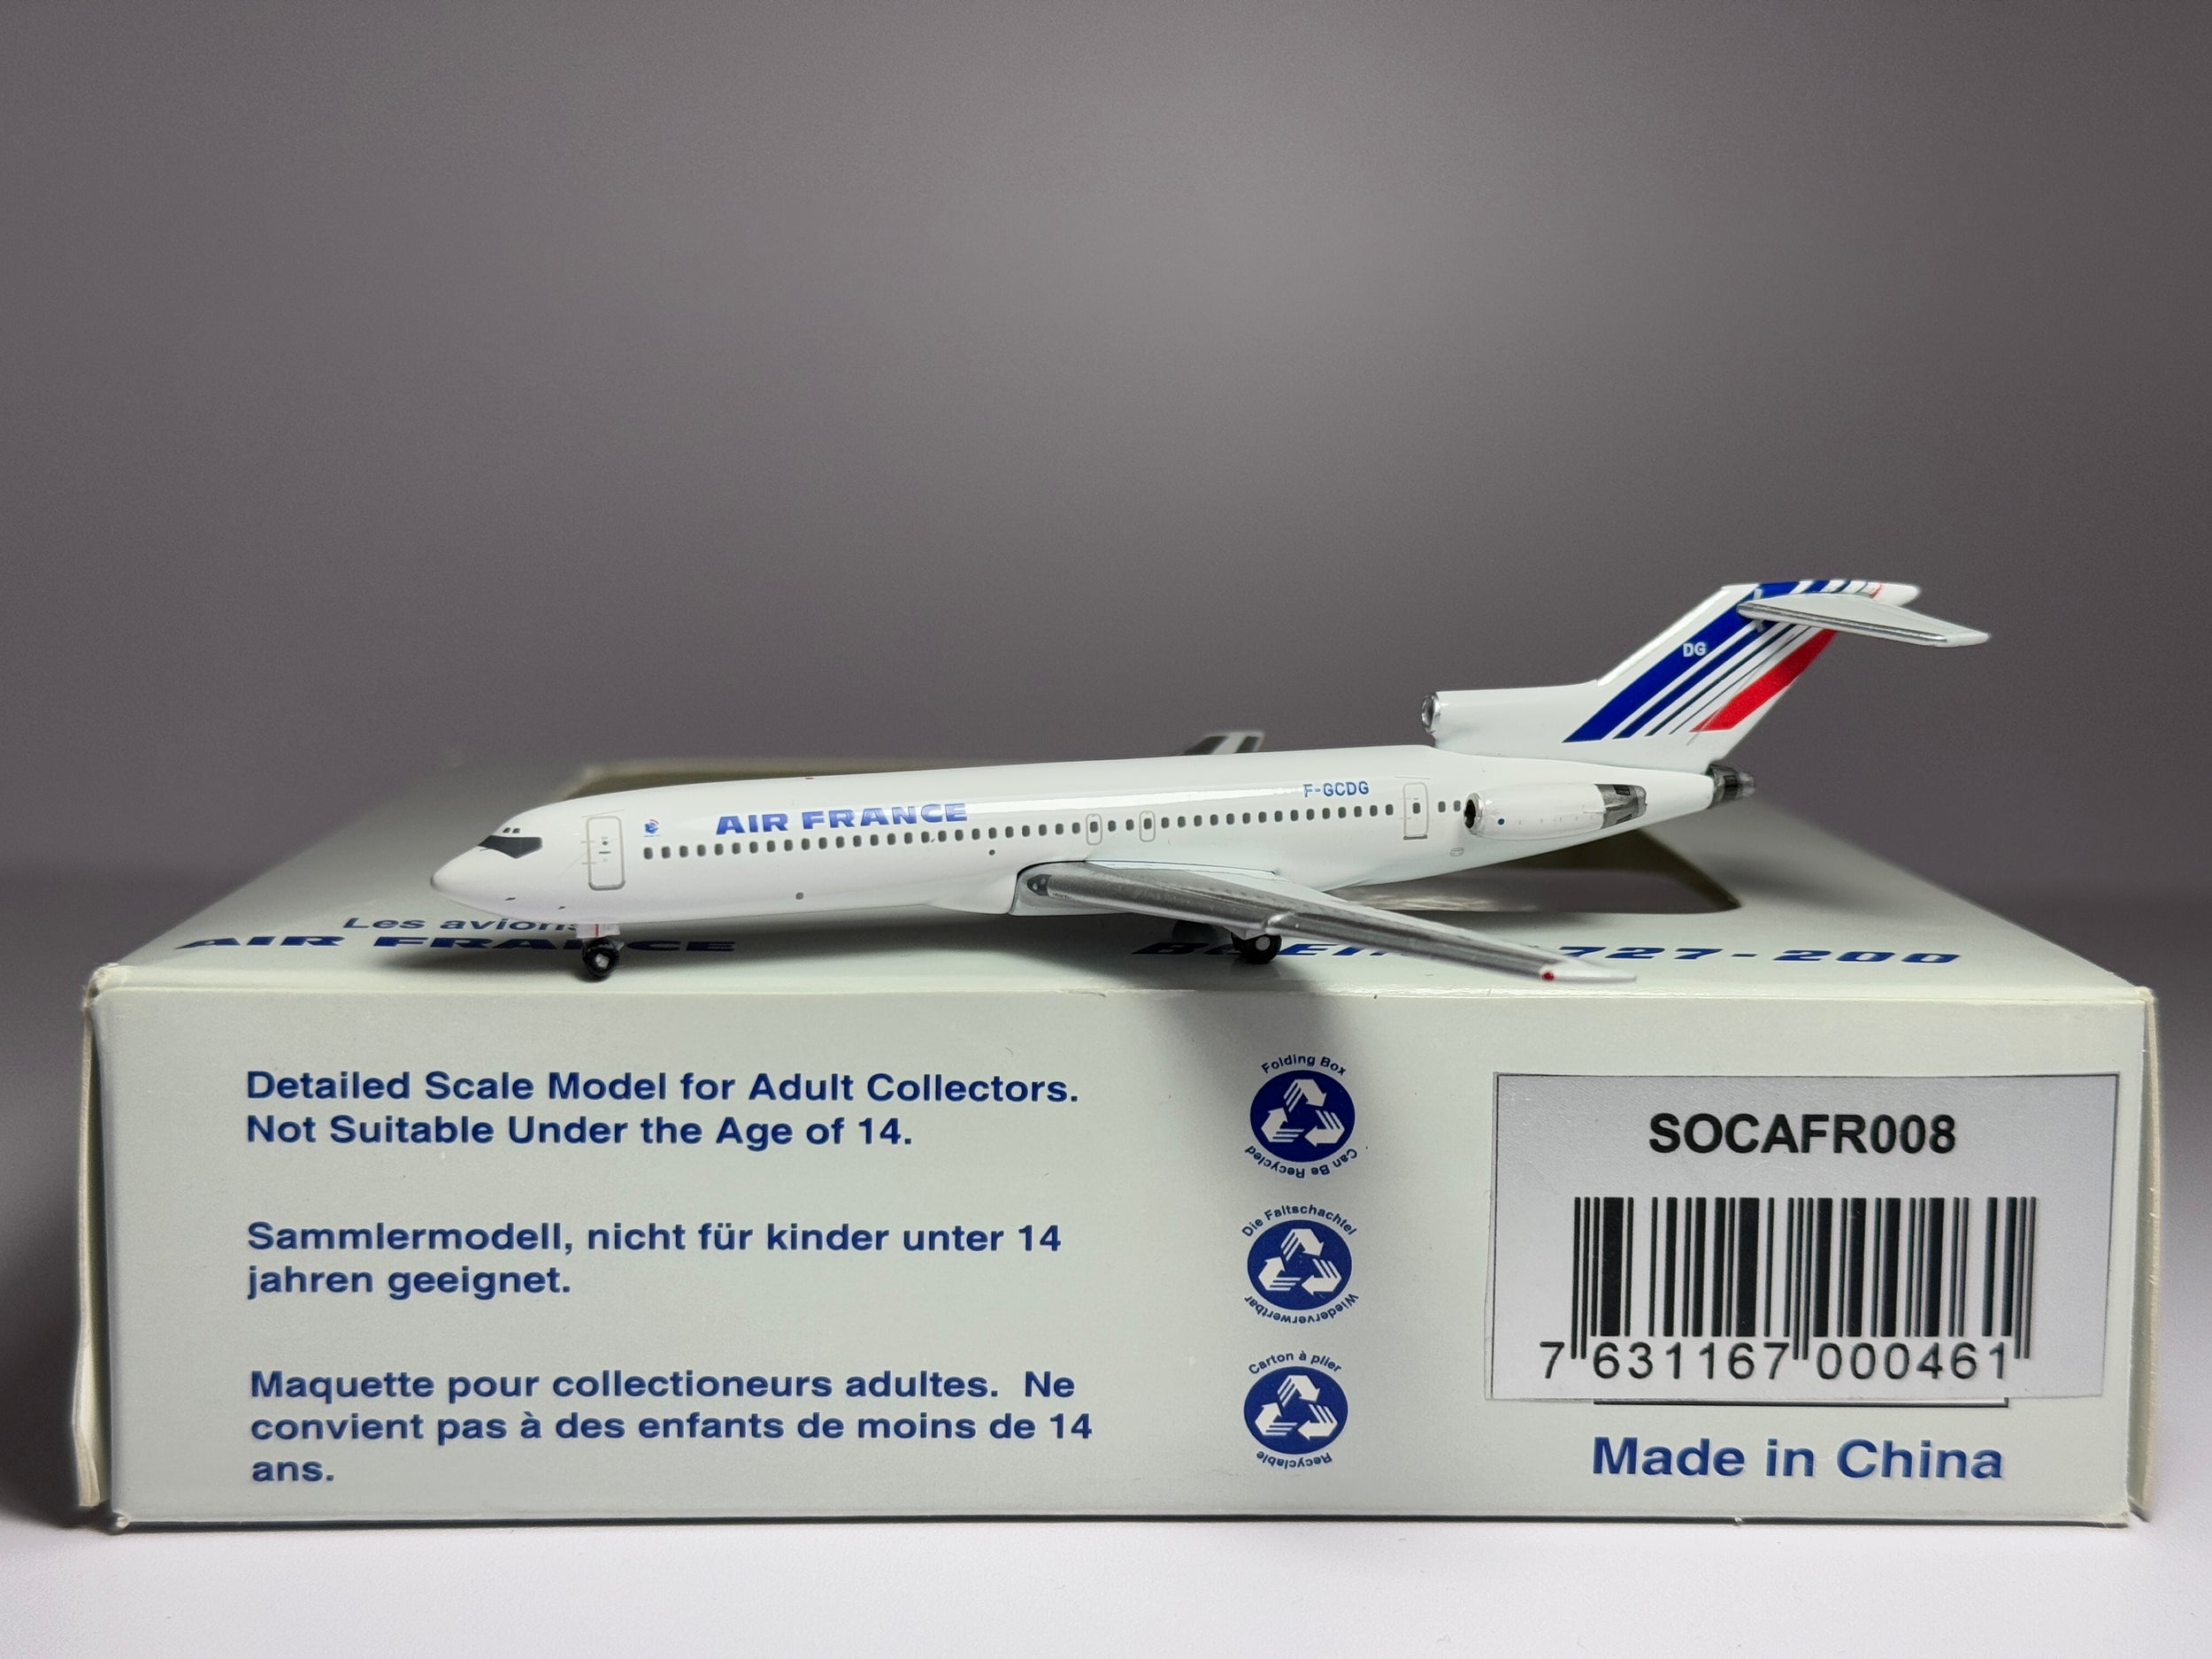 DG
F-GCDG
AIR FRANCE
Les avions
AIR FRANCE
727-200
Detailed Scale Model for Adult Collectors.
Not Suitable Under the Age of 14.
Sammlermodell, nicht für kinder unter 14
jahren geeignet.
Maquette pour collectioneurs adultes. Ne
convient pas à des enfants de moins de 14
ans.
Folding Box
Can Be Recycled
Die Faltschachtel
Wiederverwertbar
Carton à plier
Recyclable
SOCAFR008
7 631167 000461
Made in China